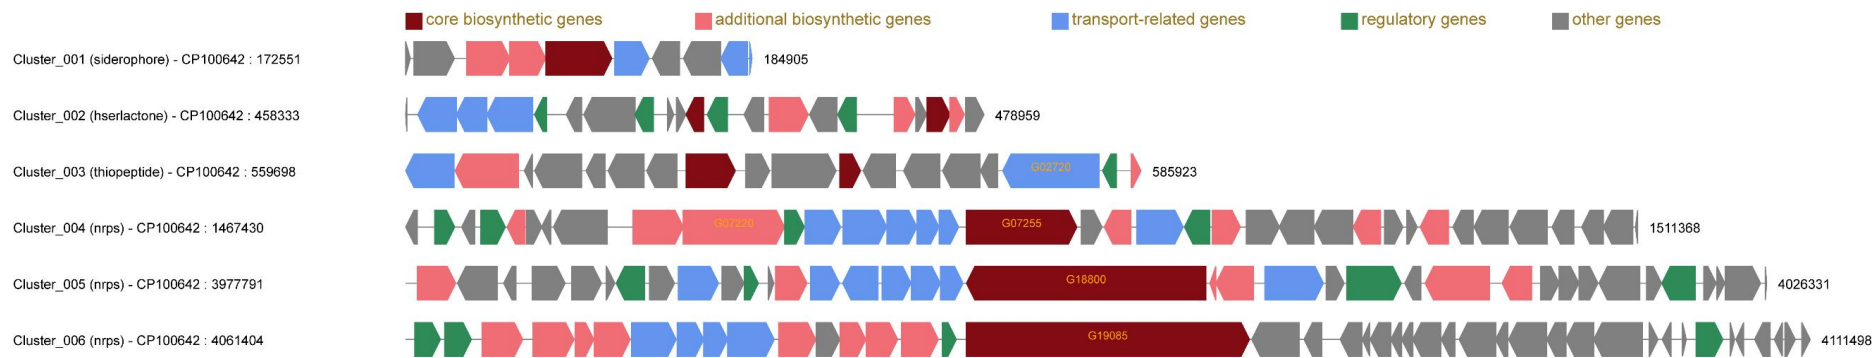 core biosynthetic genes additional biosynthetic genes transport-related genes regulatory genes other genes
Cluster_001 (siderophore) - CP100642 : 172551 184905
Cluster_002 (hserlactone) - CP100642 : 458333 478959
Cluster_003 (thiopeptide) - CP100642 : 559698 G02720 585923
Cluster_004 (nrps) - CP100642 : 1467430 G07220 G07255 1511368
Cluster_005 (nrps) - CP100642 : 3977791 G18800 4026331
Cluster_006 (nrps) - CP100642 : 4061404 G19085 4111498